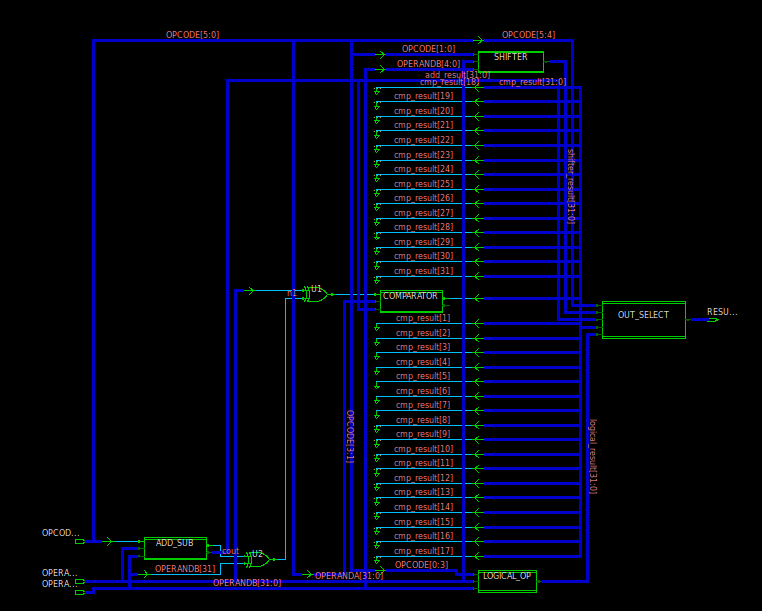 OPCODE[5:0]
OPCODE[5:4]
OPCODE[1:0]
SHIFTER
OPERANDB[4:0]
add_result[31:0]
cmp_result[18]
cmp_result[31:0]
cmp_result[19]
cmp_result[20]
cmp_result[21]
cmp_result[22]
cmp_result[23]
cmp_result[24]
cmp_result[25]
cmp_result[26]
cmp_result[27]
cmp_result[28]
cmp_result[29]
cmp_result[30]
cmp_result[31]
shifter_result[31:0]
n1
U1
COMPARATOR
OUT_SELECT
RESU...
cmp_result[1]
cmp_result[2]
cmp_result[3]
cmp_result[4]
cmp_result[5]
cmp_result[6]
cmp_result[7]
cmp_result[8]
cmp_result[9]
cmp_result[10]
cmp_result[11]
cmp_result[12]
cmp_result[13]
cmp_result[14]
cmp_result[15]
cmp_result[16]
cmp_result[17]
OPCODE[3:1]
logical_result[31:0]
OPCOD...
ADD_SUB
cout
U2
OPERANDB[31]
OPERA...
OPERA...
OPERANDB[31:0]
OPERANDA[31:0]
OPCODE[0:3]
LOGICAL_OP